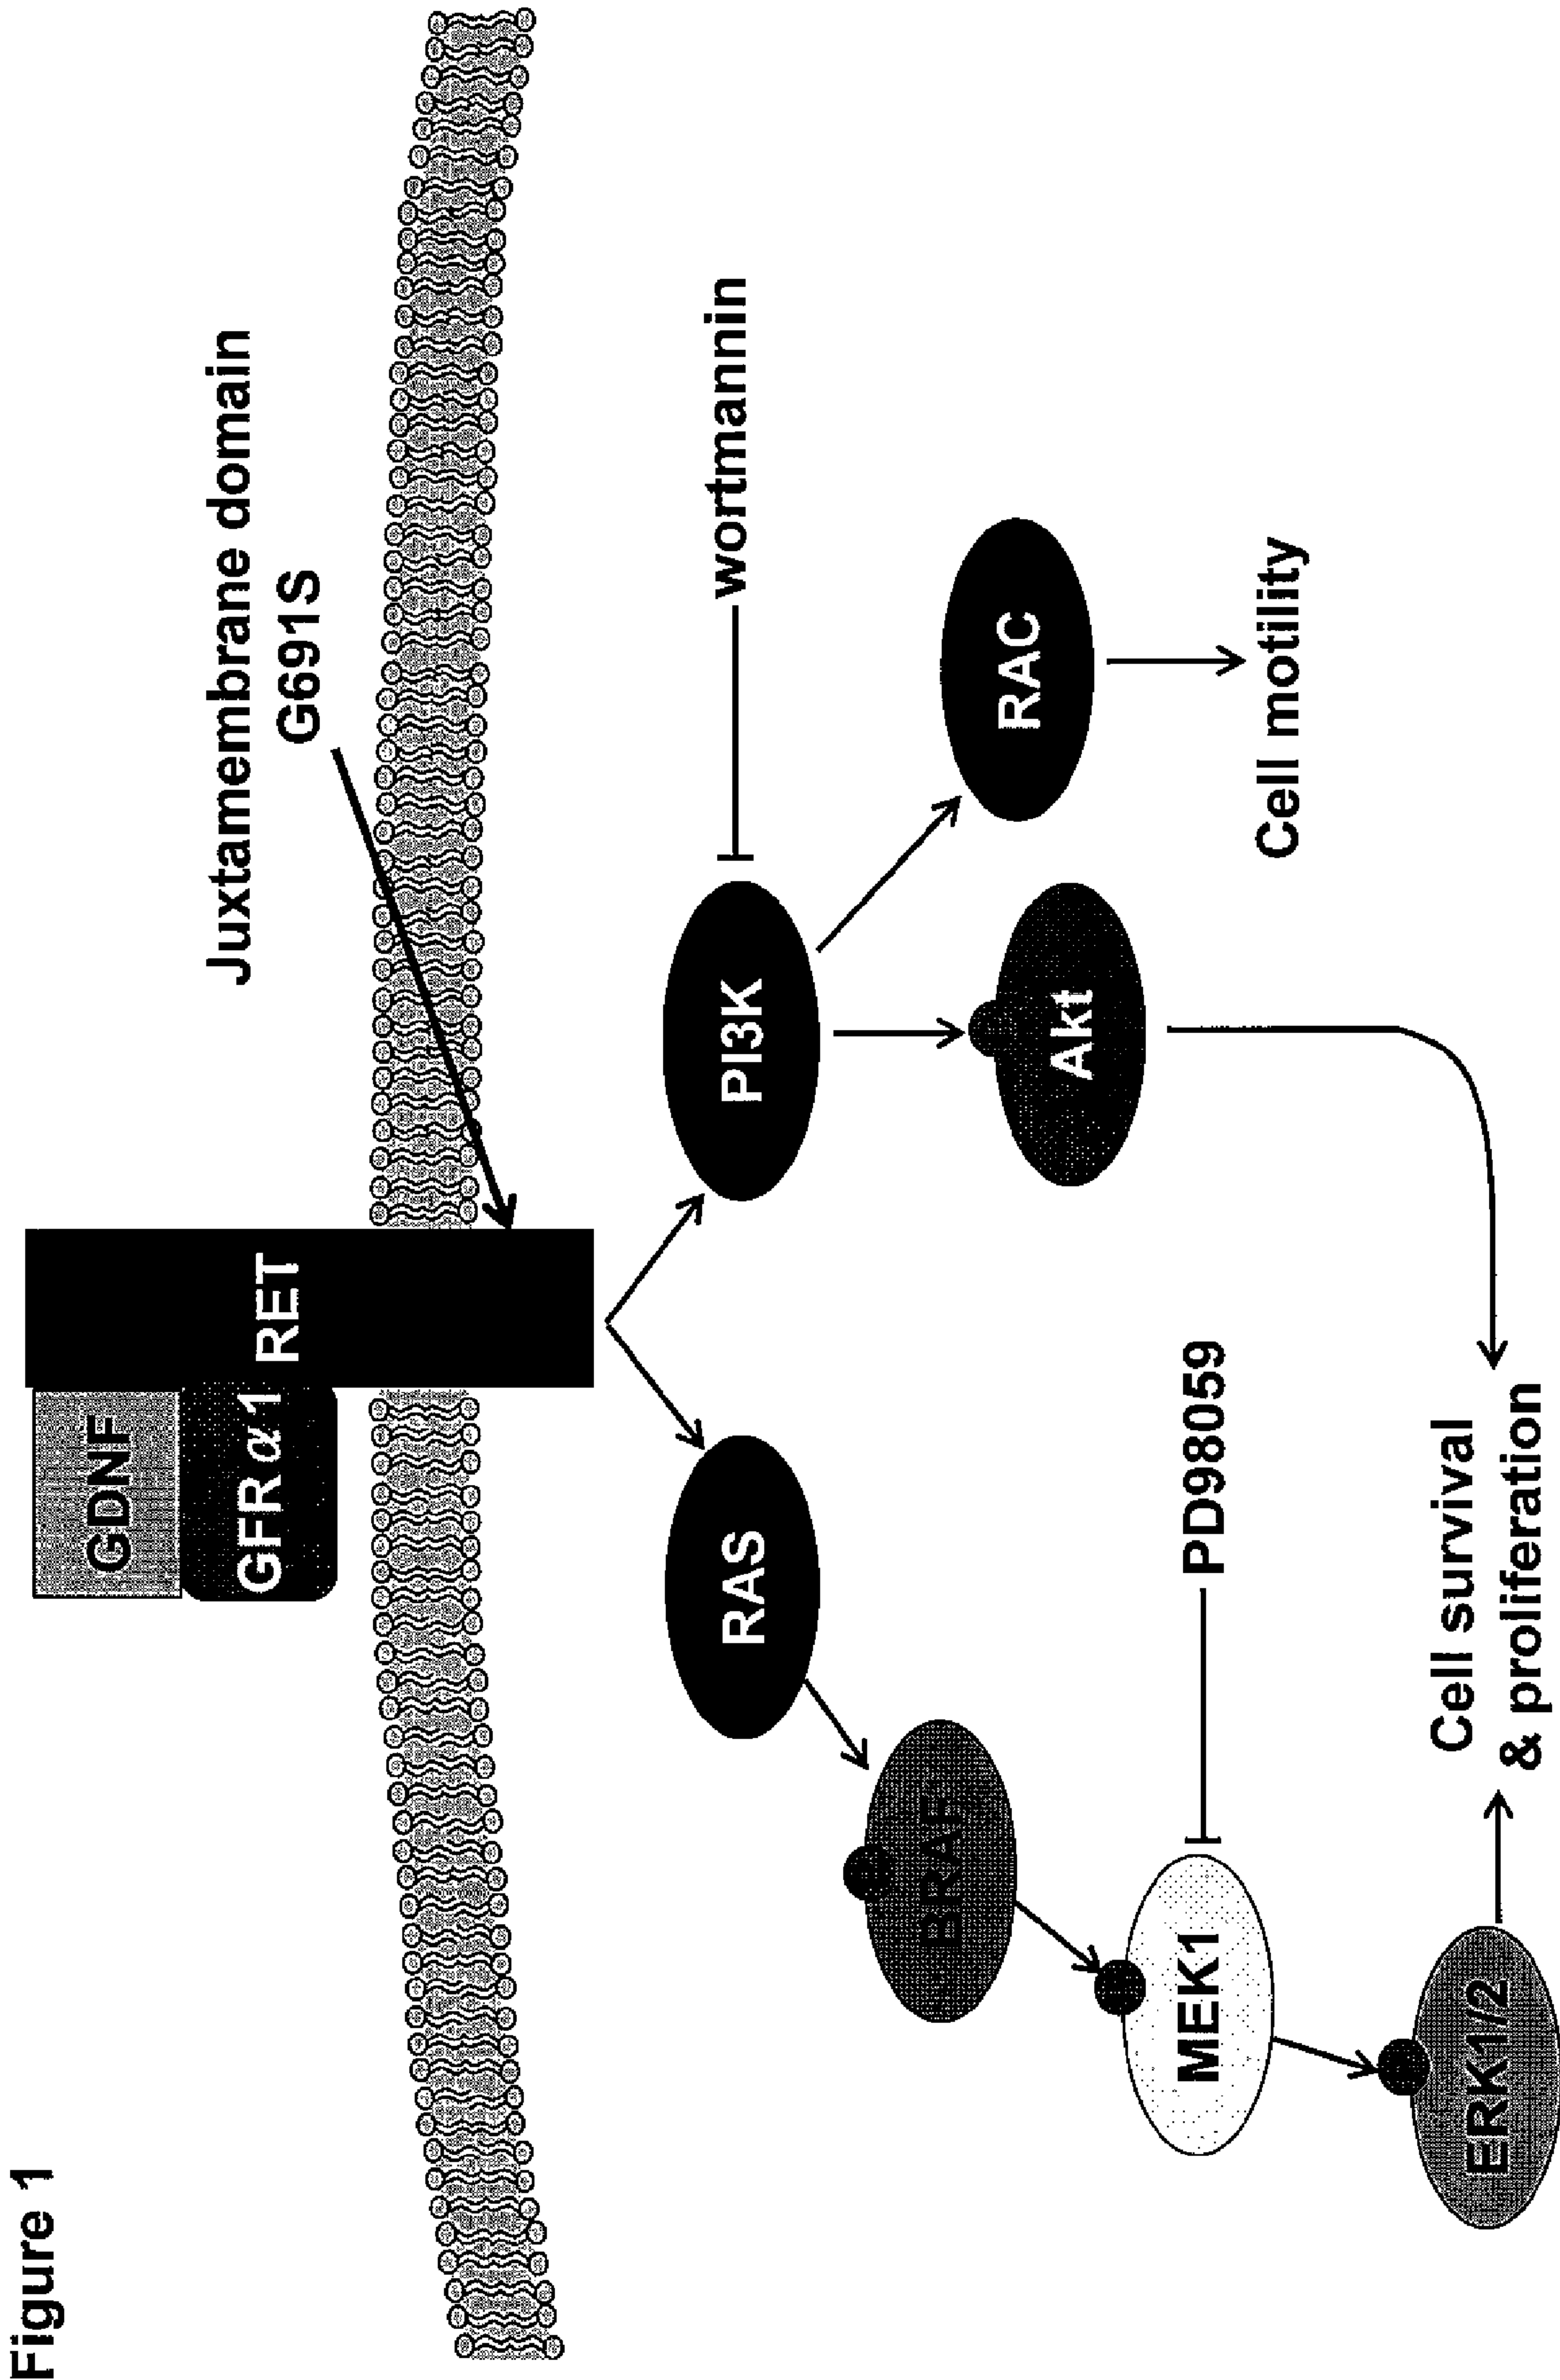 Figure 1
Juxtamembrane domain
G691S
GDNF
GFRα1
RET
RAS
PI3K
wortmannin
BRAF
Akt
RAC
MEK1
PD98059
Cell motility
ERK1/2
Cell survival
& proliferation